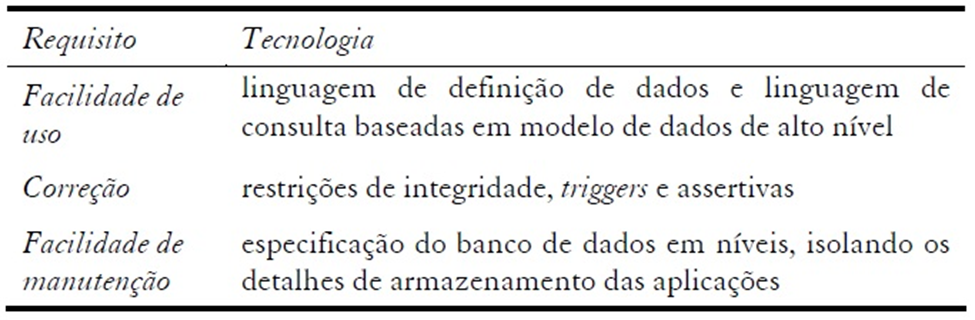 Requisito Tecnologia
Facilidade de uso linguagem de definição de dados e linguagem de consulta baseadas em modelo de dados de alto nível
Correção restrições de integridade, triggers e assertivas
Facilidade de manutenção especificação do banco de dados em níveis, isolando os detalhes de armazenamento das aplicações